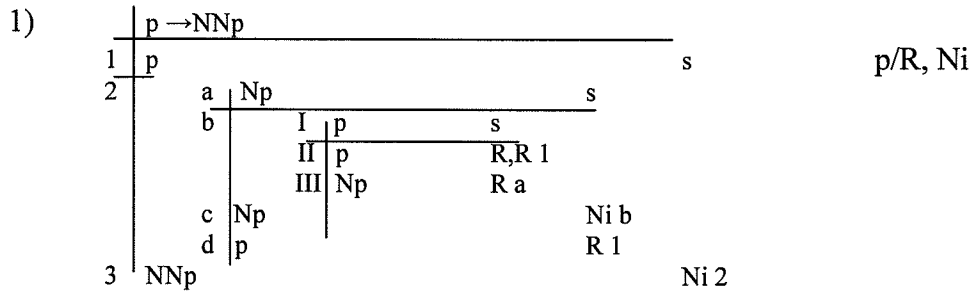 1) p →NNp
1 p s p/R, Ni
2 a Np s
b I p s
II p R,R 1
III Np R a
c Np Ni b
d p R 1
3 NNp Ni 2